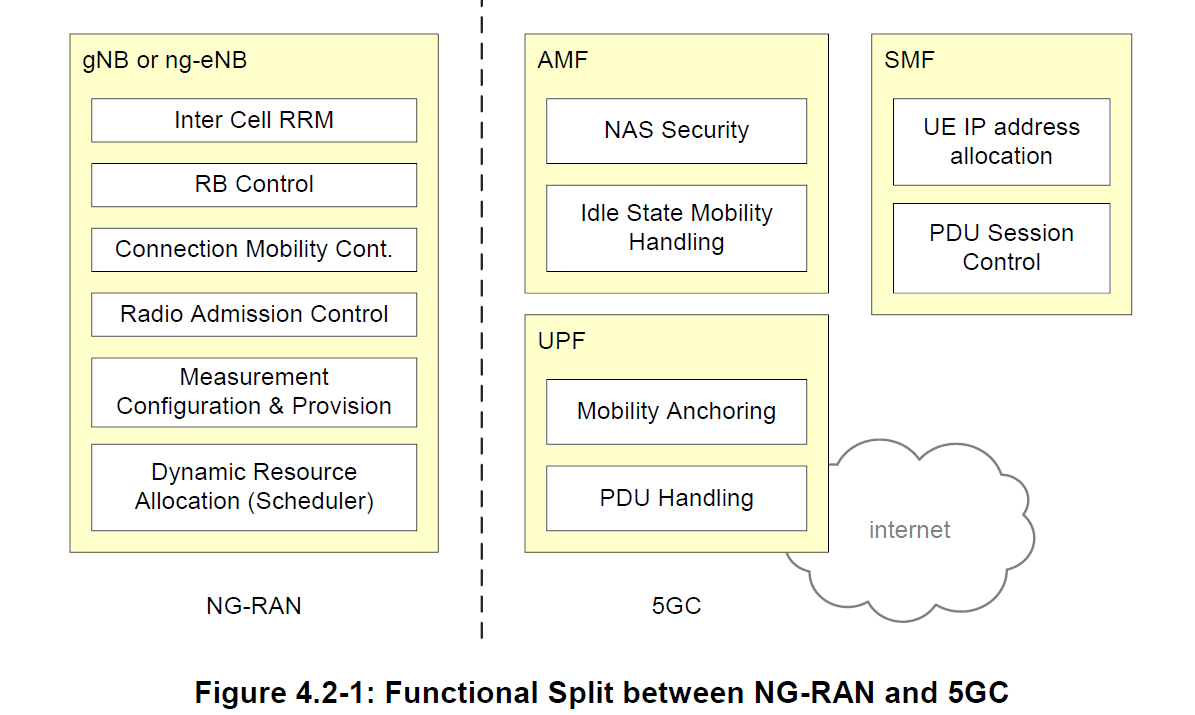 gNB or ng-eNB
Inter Cell RRM
RB Control
Connection Mobility Cont.
Radio Admission Control
Measurement
Configuration & Provision
Dynamic Resource
Allocation (Scheduler)
NG-RAN
AMF
NAS Security
Idle State Mobility
Handling
SMF
UE IP address
allocation
PDU Session
Control
UPF
Mobility Anchoring
PDU Handling
internet
5GC
Figure 4.2-1: Functional Split between NG-RAN and 5GC